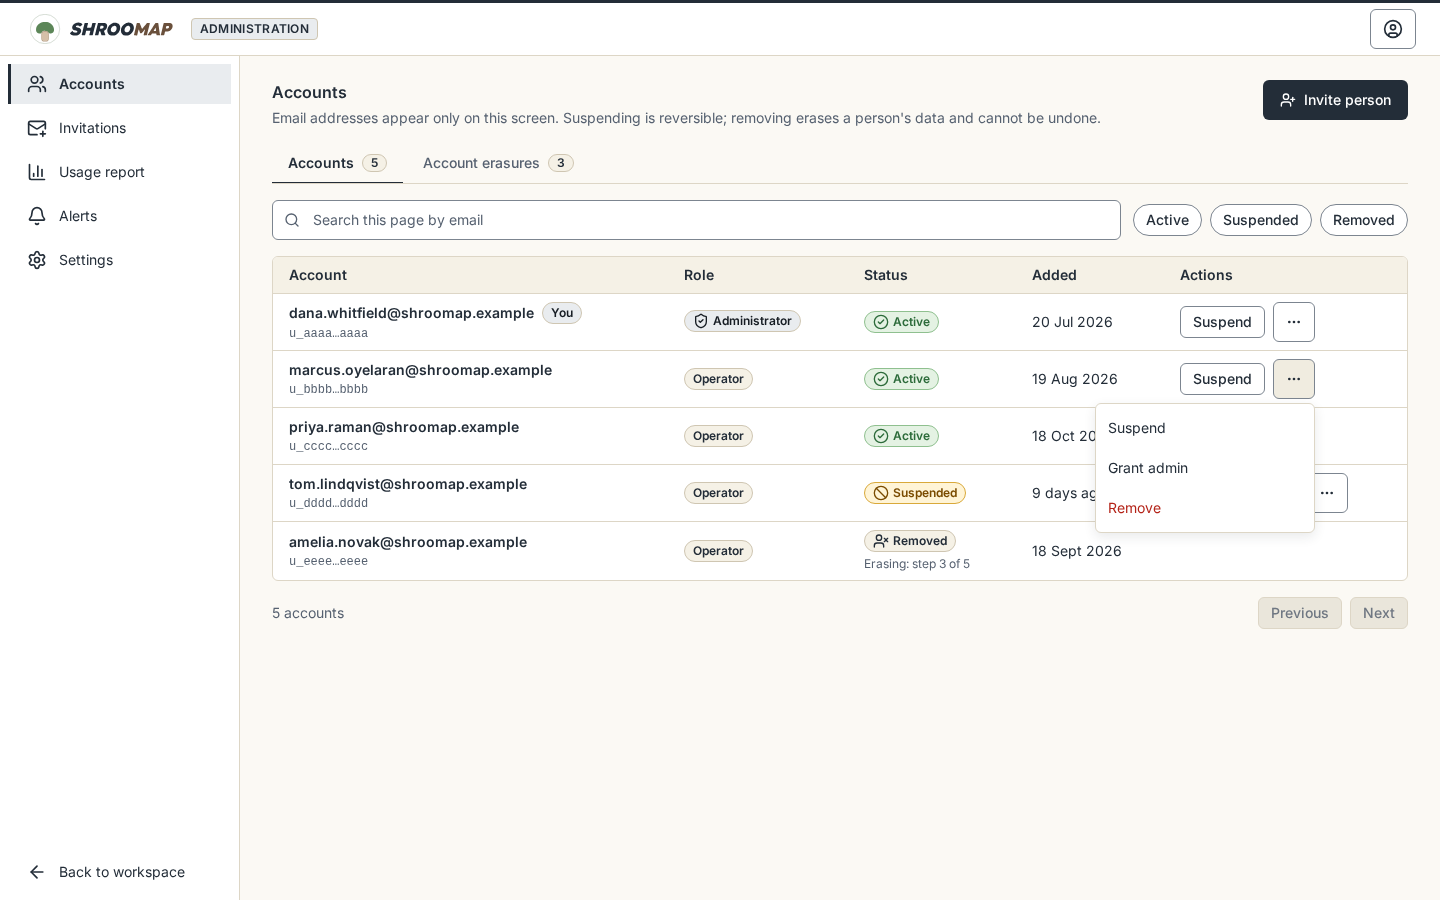 SHROOMAP ADMINISTRATION
Accounts
Invitations
Usage report
Alerts
Settings
Back to workspace
Accounts
Email addresses appear only on this screen. Suspending is reversible; removing erases a person's data and cannot be undone.
Invite person
Accounts 5 Account erasures 3
Search this page by email
Active Suspended Removed
Account Role Status Added Actions
dana.whitfield@shroomap.example You
u_aaaa…aaaa
Administrator Active 20 Jul 2026 Suspend ···
marcus.oyelaran@shroomap.example
u_bbbb…bbbb
Operator Active 19 Aug 2026 Suspend ···
priya.raman@shroomap.example
u_cccc…cccc
Operator Active 18 Oct 20
tom.lindqvist@shroomap.example
u_dddd…dddd
Operator Suspended 9 days ag ···
amelia.novak@shroomap.example
u_eeee…eeee
Operator Removed
Erasing: step 3 of 5
18 Sept 2026
Suspend
Grant admin
Remove
5 accounts
Previous Next